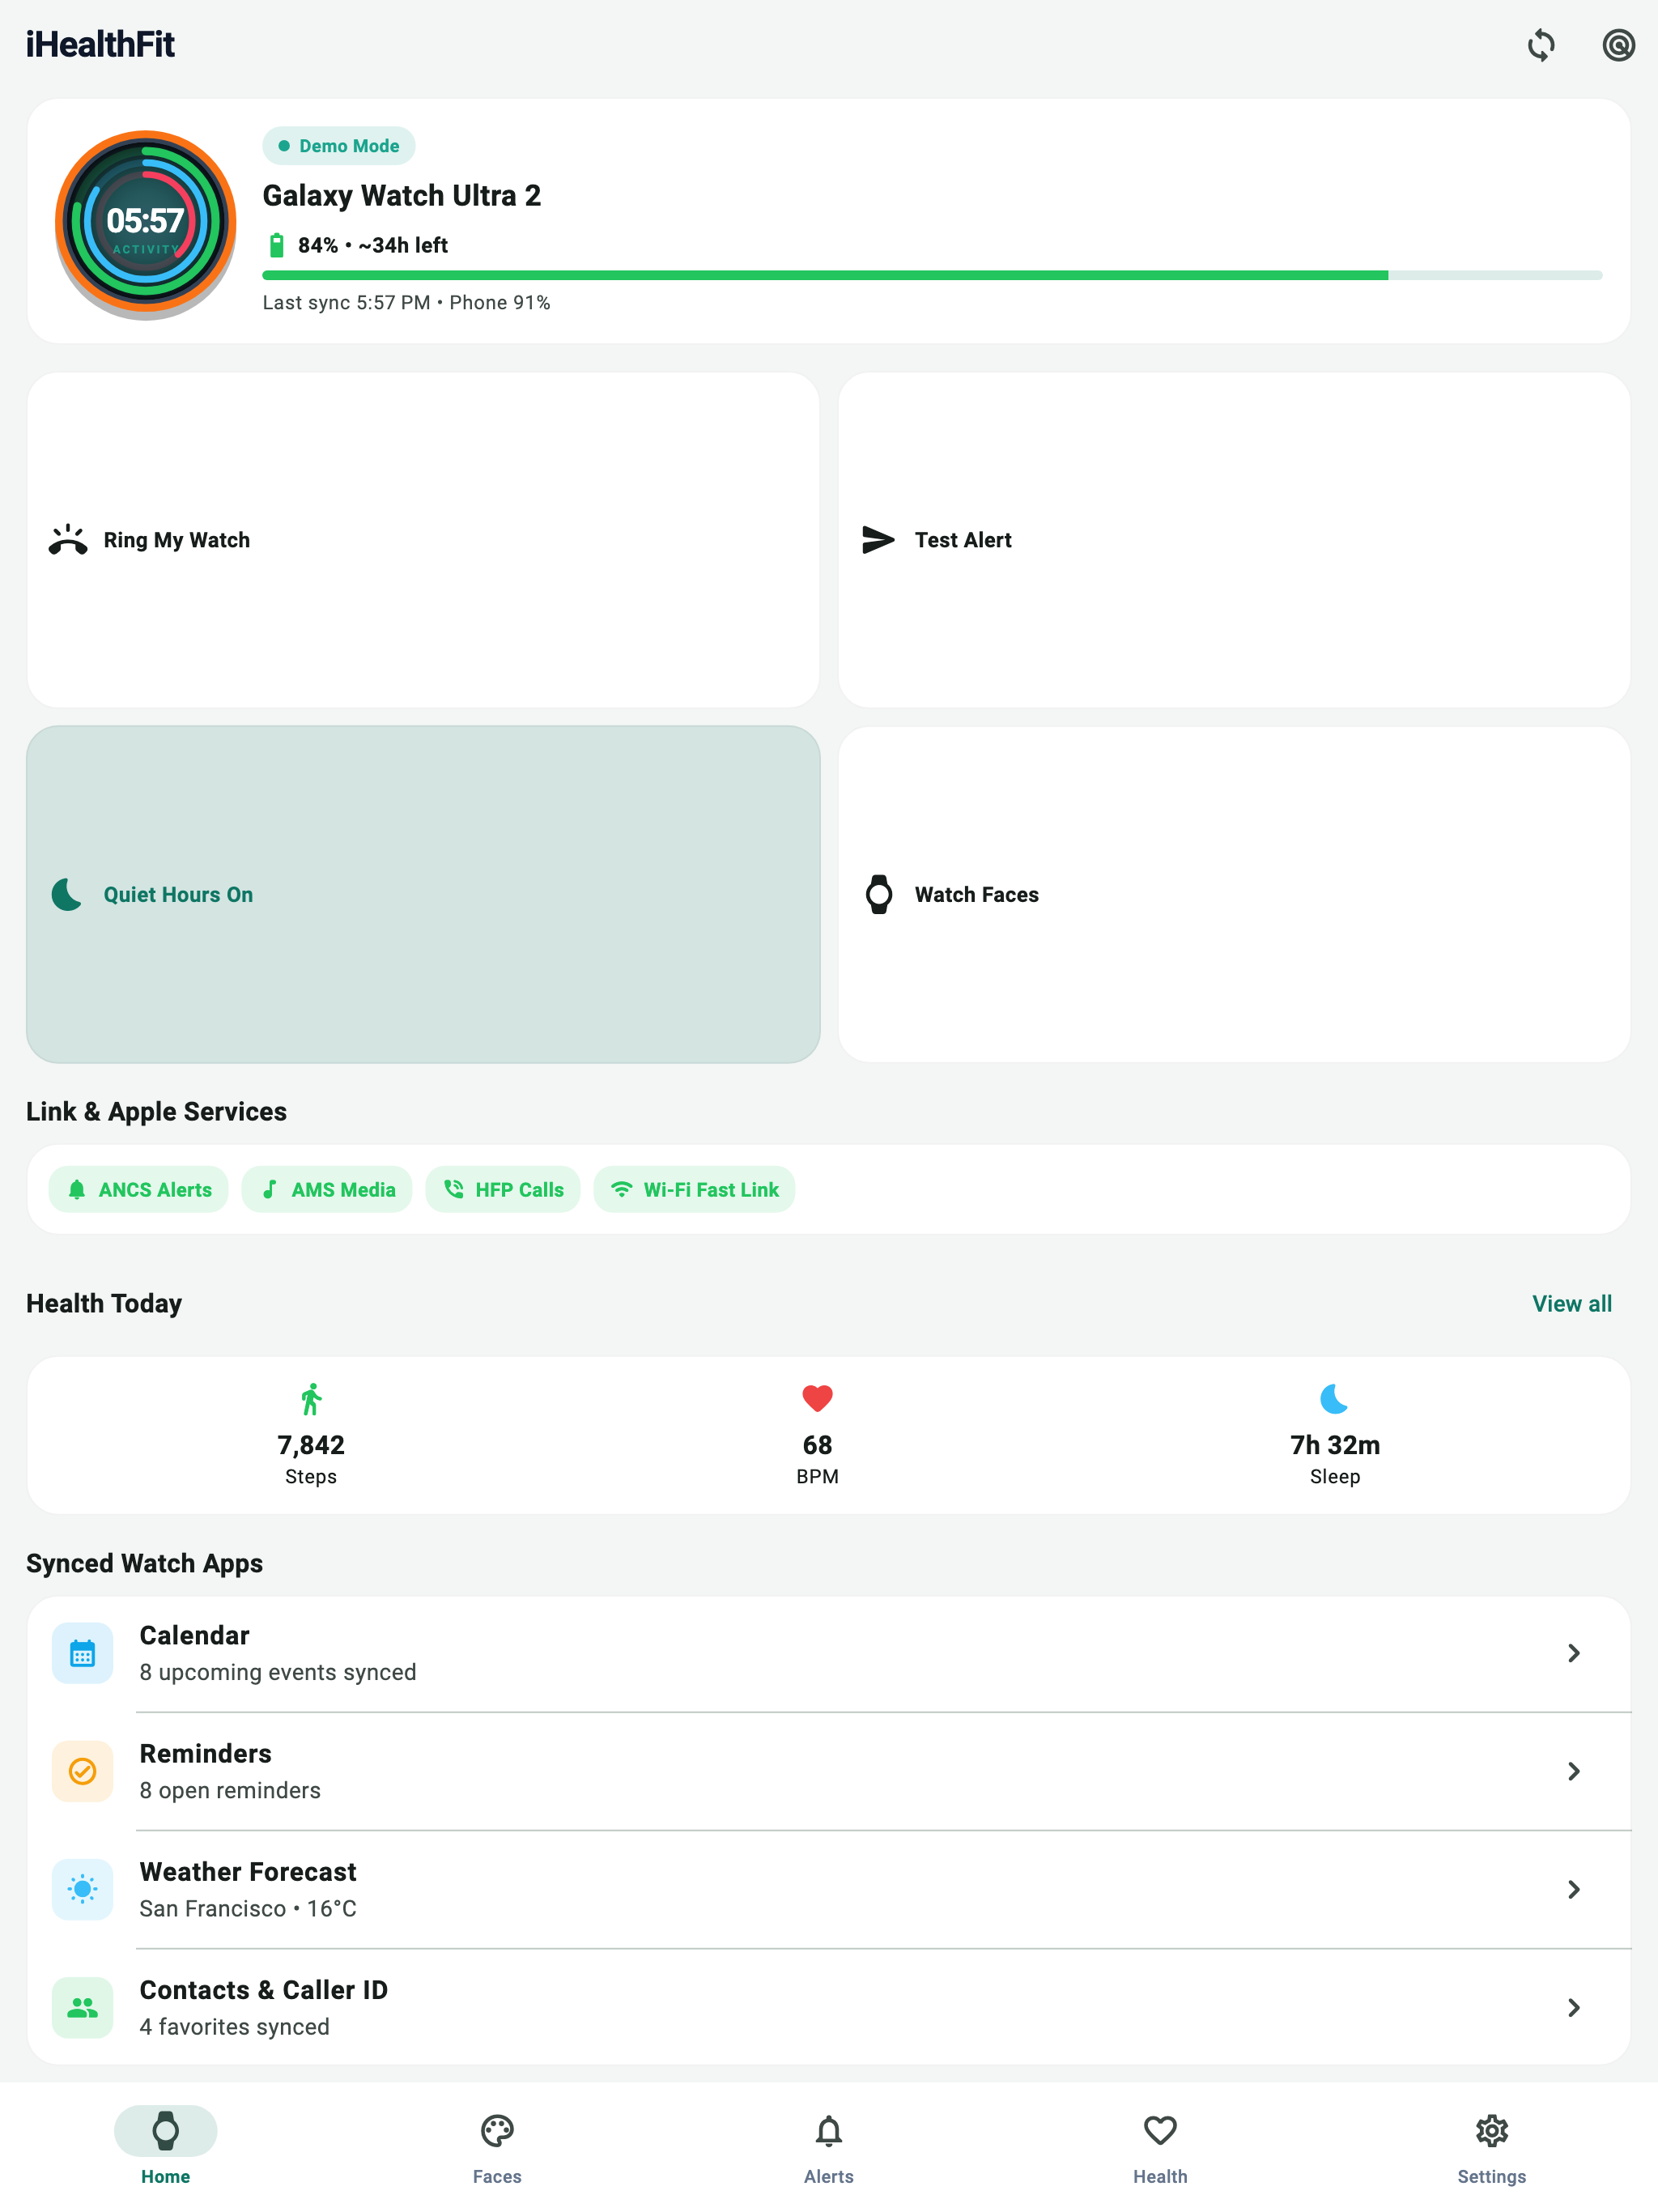 iHealthFit
Demo Mode
Galaxy Watch Ultra 2
05:57
ACTIVITY
84% • ~34h left
Last sync 5:57 PM • Phone 91%
Ring My Watch
Test Alert
Quiet Hours On
Watch Faces
Link & Apple Services
ANCS Alerts
AMS Media
HFP Calls
Wi-Fi Fast Link
Health Today
View all
7,842
Steps
68
BPM
7h 32m
Sleep
Synced Watch Apps
Calendar
8 upcoming events synced
Reminders
8 open reminders
Weather Forecast
San Francisco • 16°C
Contacts & Caller ID
4 favorites synced
Home
Faces
Alerts
Health
Settings